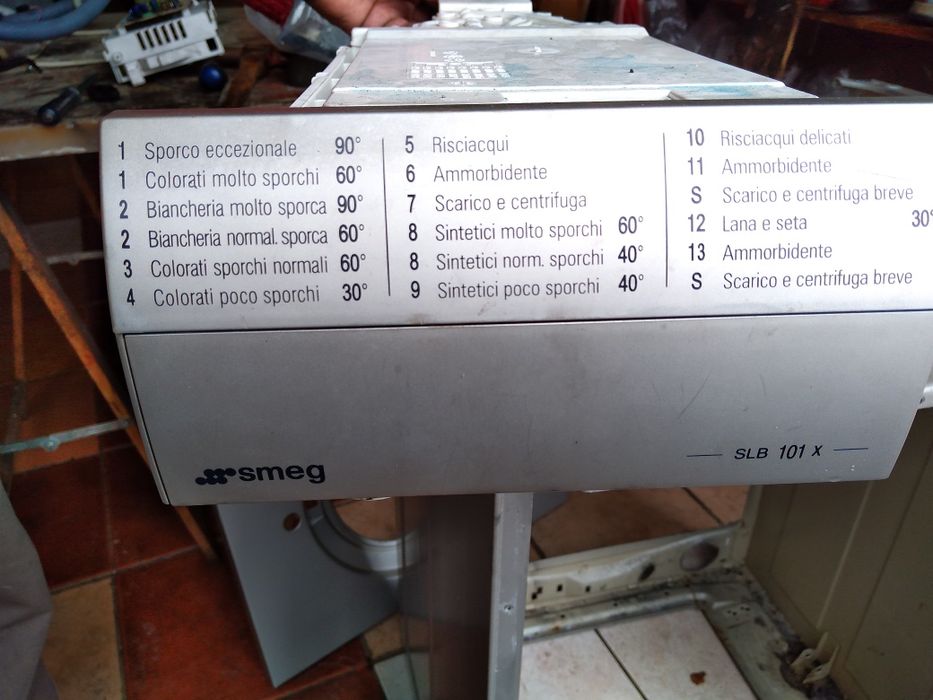 1 Sporco eccezionale 90°
1 Colorati molto sporchi 60°
2 Biancheria molto sporca 90°
2 Biancheria normal. sporca 60°
3 Colorati sporchi normali 60°
4 Colorati poco sporchi 30°
5 Risciacqui
6 Ammorbidente
7 Scarico e centrifuga
8 Sintetici molto sporchi 60°
8 Sintetici norm. sporchi 40°
9 Sintetici poco sporchi 40°
10 Risciacqui delicati
11 Ammorbidente
S Scarico e centrifuga breve
12 Lana e seta 30°
13 Ammorbidente
S Scarico e centrifuga breve
smeg
SLB 101 X